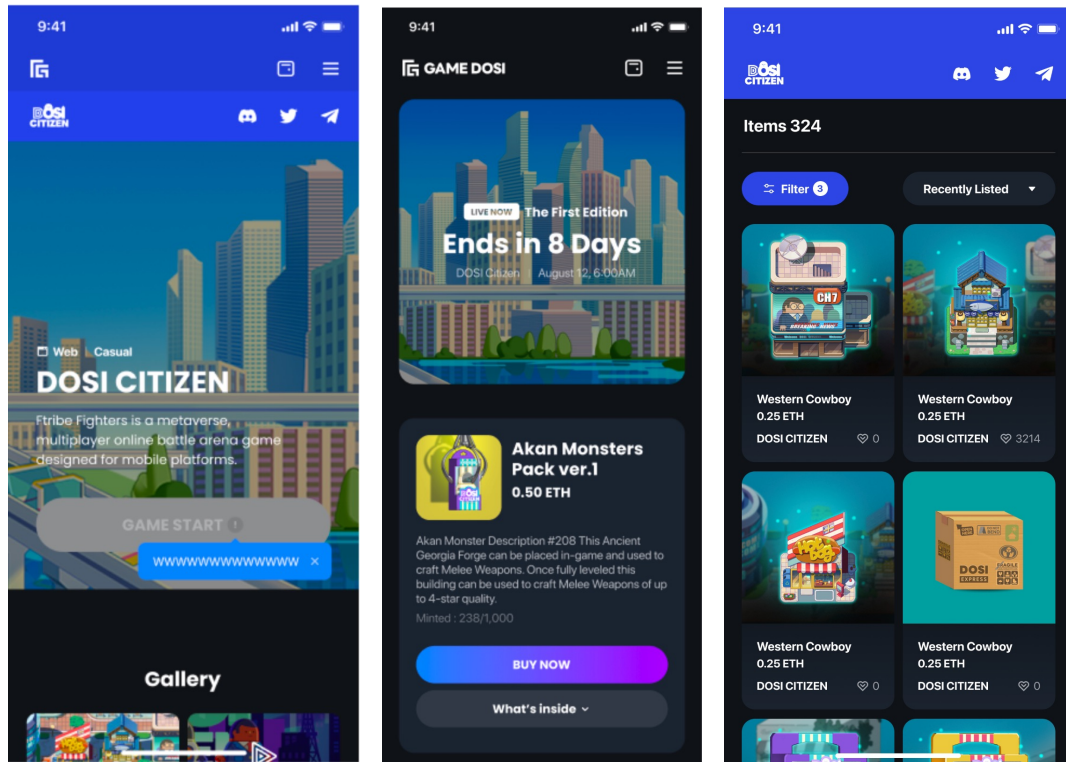 9:41
DOSI
CITIZEN
Web Casual
DOSI CITIZEN
Ftribe Fighters is a metaverse,
multiplayer online battle arena game
designed for mobile platforms.
GAME START !
WWWWWWWWWWWWWW ×
Gallery
9:41
GAME DOSI
LIVE NOW The First Edition
Ends in 8 Days
DOSI Citizen | August 12, 6:00AM
DOSI
CITIZEN
Akan Monsters
Pack ver.1
0.50 ETH
Akan Monster Description #208 This Ancient
Georgia Forge can be placed in-game and used to
craft Melee Weapons. Once fully leveled this
building can be used to craft Melee Weapons of up
to 4-star quality.
Minted : 238/1,000
BUY NOW
What's inside
9:41
DOSI
CITIZEN
Items 324
Filter 3
Recently Listed
CH7
BREAKING NEWS
Western Cowboy
0.25 ETH
DOSI CITIZEN 0
Western Cowboy
0.25 ETH
DOSI CITIZEN 3214
HOT DOG
Western Cowboy
0.25 ETH
DOSI CITIZEN 0
DOSI
EXPRESS
FRAGILE
Western Cowboy
0.25 ETH
DOSI CITIZEN 0